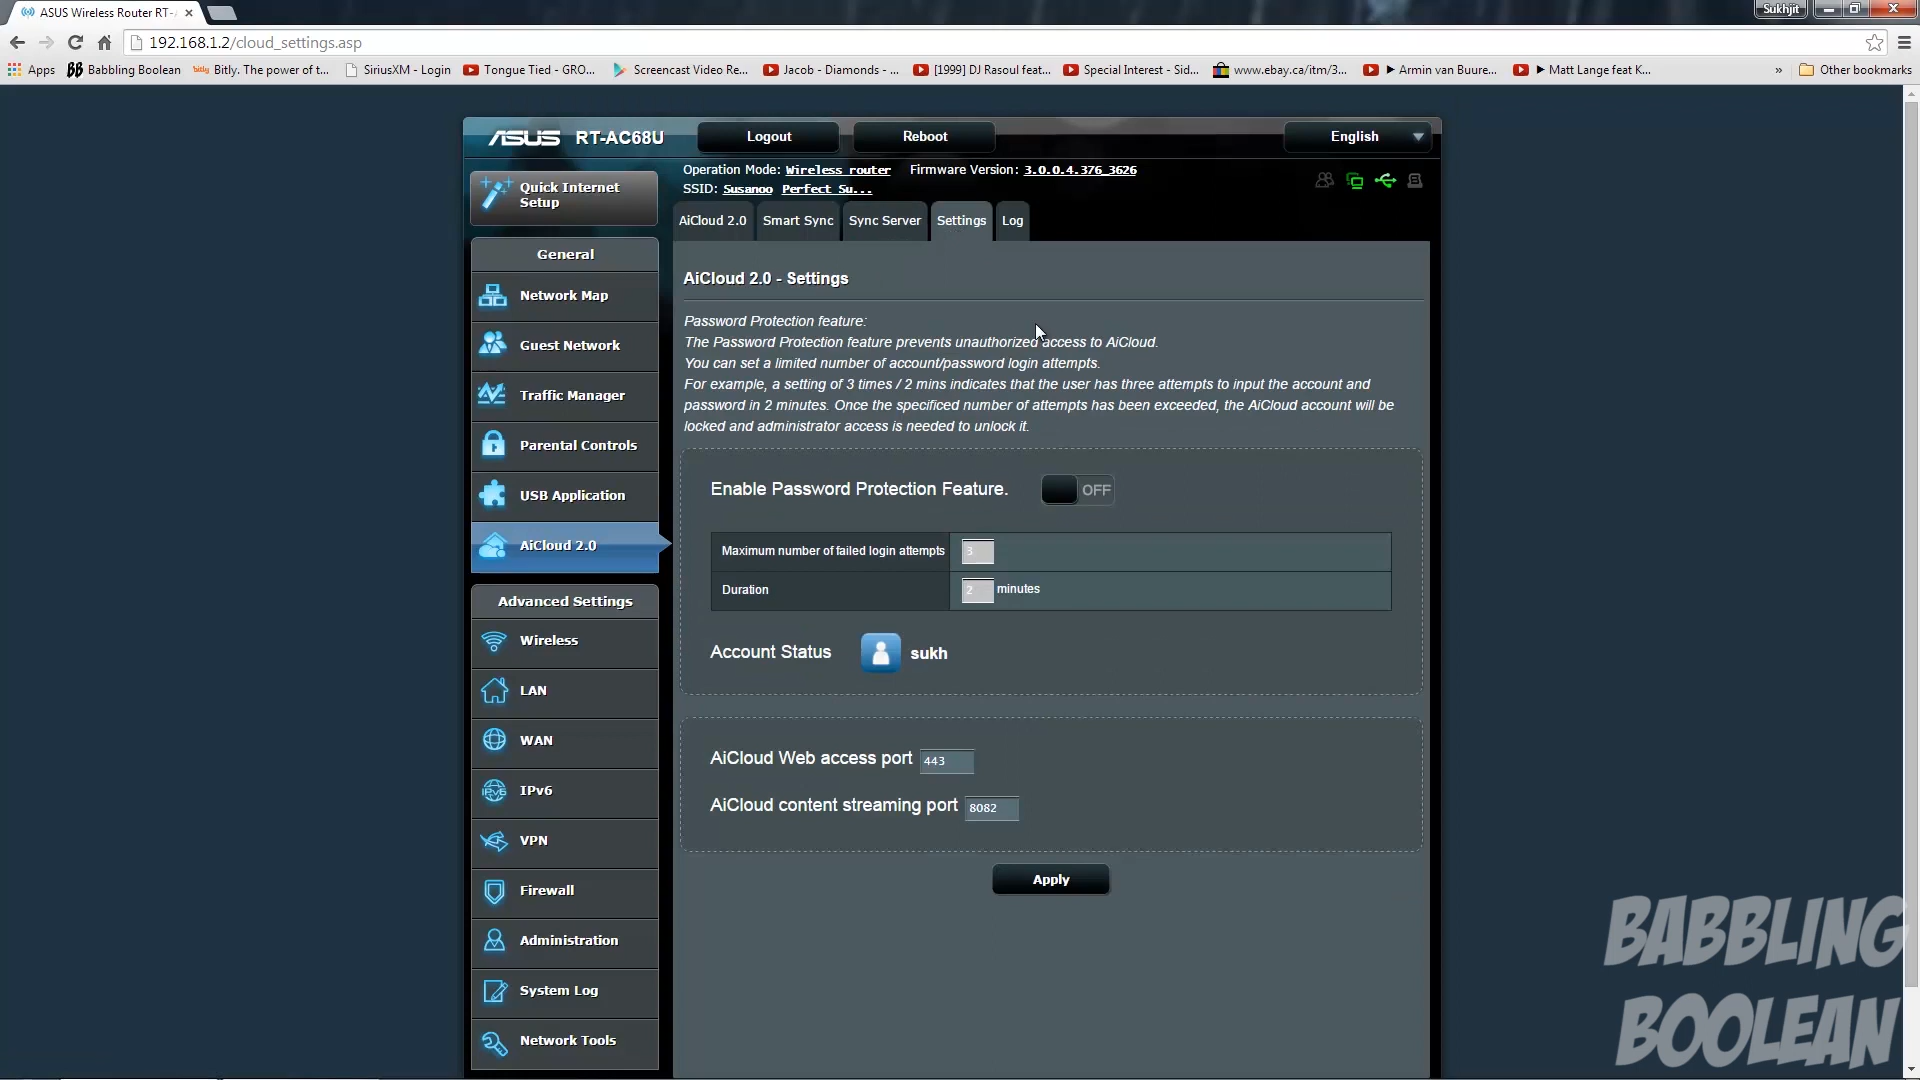 ASUS Wireless Router RT-
Sukhjit
192.168.1.2/cloud_settings.asp
Apps
Babbling Boolean
bitly Bitly. The power of t...
SiriusXM - Login
Tongue Tied - GRO...
Screencast Video Re...
Jacob - Diamonds - ...
[1999] DJ Rasoul feat...
Special Interest - Sid...
www.ebay.ca/itm/3...
Armin van Buure...
Matt Lange feat K...
»
Other bookmarks
ASUS RT-AC68U
Logout
Reboot
English
Operation Mode: Wireless router Firmware Version: 3.0.0.4.376_3626
SSID: Susanoo Perfect Su...
Quick Internet
Setup
AiCloud 2.0
Smart Sync
Sync Server
Settings
Log
General
Network Map
Guest Network
Traffic Manager
Parental Controls
USB Application
AiCloud 2.0
Advanced Settings
Wireless
LAN
WAN
IPv6
VPN
Firewall
Administration
System Log
Network Tools
AiCloud 2.0 - Settings
Password Protection feature:
The Password Protection feature prevents unauthorized access to AiCloud.
You can set a limited number of account/password login attempts.
For example, a setting of 3 times / 2 mins indicates that the user has three attempts to input the account and
password in 2 minutes. Once the specificed number of attempts has been exceeded, the AiCloud account will be
locked and administrator access is needed to unlock it.
Enable Password Protection Feature.
OFF
Maximum number of failed login attempts 3
Duration 2 minutes
Account Status sukh
AiCloud Web access port 443
AiCloud content streaming port 8082
Apply
BABBLING
BOOLEAN